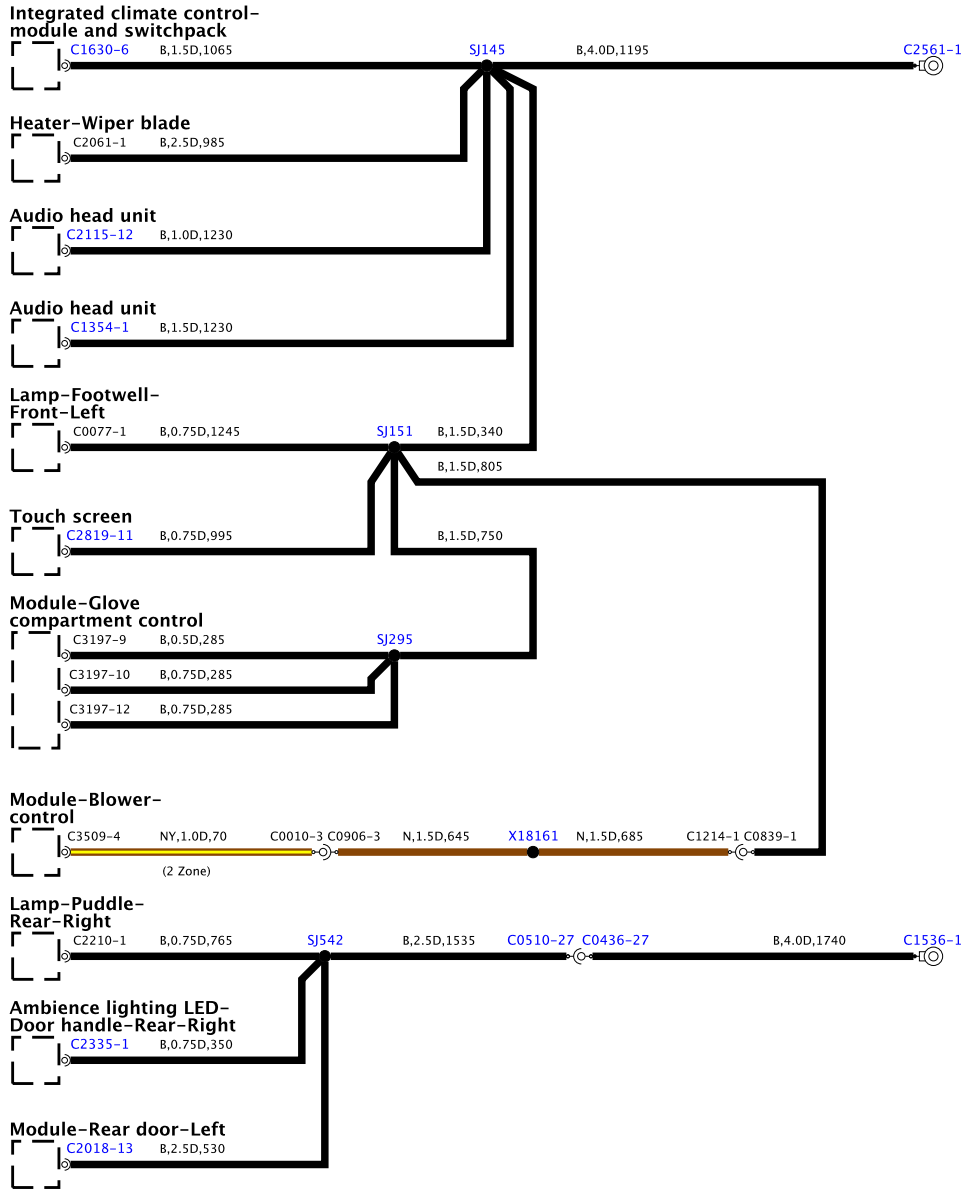 Integrated climate control-
module and switchpack
C1630-6 B,1.5D,1065 SJ145 B,4.0D,1195 C2561-1
Heater-Wiper blade
C2061-1 B,2.5D,985
Audio head unit
C2115-12 B,1.0D,1230
Audio head unit
C1354-1 B,1.5D,1230
Lamp-Footwell-
Front-Left
C0077-1 B,0.75D,1245 SJ151 B,1.5D,340
B,1.5D,805
Touch screen
C2819-11 B,0.75D,995 B,1.5D,750
Module-Glove
compartment control
C3197-9 B,0.5D,285 SJ295
C3197-10 B,0.75D,285
C3197-12 B,0.75D,285
Module-Blower-
control
C3509-4 NY,1.0D,70 C0010-3 C0906-3 N,1.5D,645 X18161 N,1.5D,685 C1214-1 C0839-1
(2 Zone)
Lamp-Puddle-
Rear-Right
C2210-1 B,0.75D,765 SJ542 B,2.5D,1535 C0510-27 C0436-27 B,4.0D,1740 C1536-1
Ambience lighting LED-
Door handle-Rear-Right
C2335-1 B,0.75D,350
Module-Rear door-Left
C2018-13 B,2.5D,530